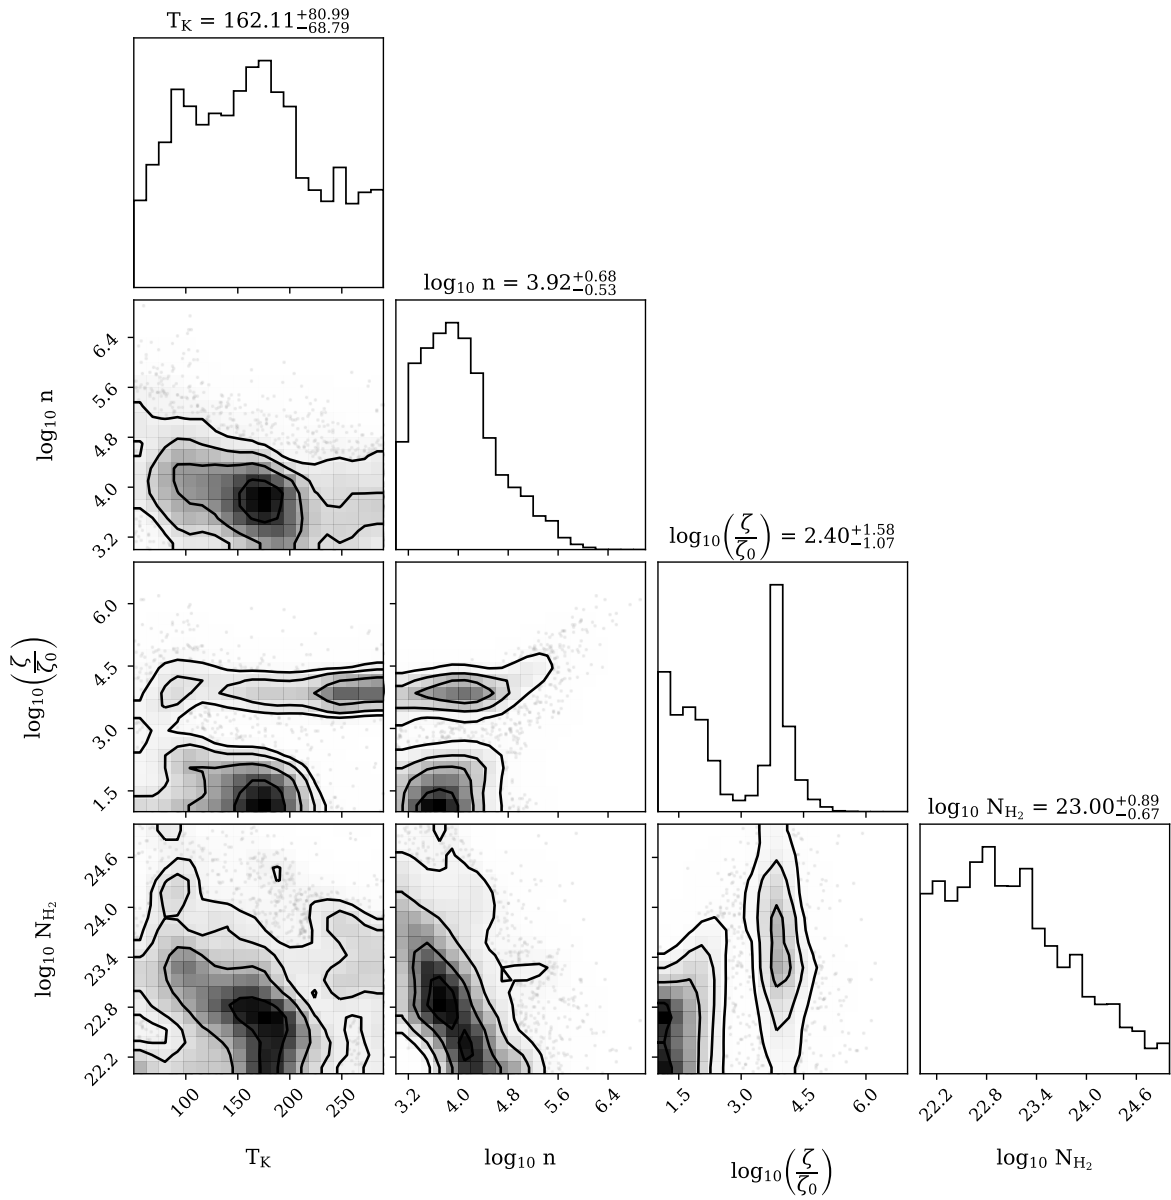 T_K = 162.11^{+80.99}_{-68.79}
log₁₀ n = 3.92^{+0.68}_{-0.53}
6.4
5.6
4.8
4.0
3.2
log₁₀ n
log₁₀(ζ/ζ₀) = 2.40^{+1.58}_{-1.07}
6.0
4.5
3.0
1.5
log₁₀(ζ/ζ₀)
log₁₀ N_{H₂} = 23.00^{+0.89}_{-0.67}
24.6
24.0
23.4
22.8
22.2
log₁₀ N_{H₂}
100 150 200 250
3.2 4.0 4.8 5.6 6.4
1.5 3.0 4.5 6.0
22.2 22.8 23.4 24.0 24.6
T_K
log₁₀ n
log₁₀(ζ/ζ₀)
log₁₀ N_{H₂}